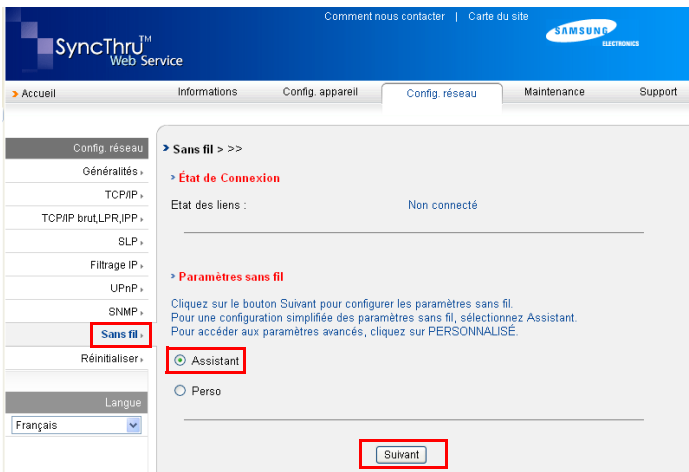 Comment nous contacter | Carte du site
SyncThru™
Web Service
SAMSUNG
ELECTRONICS
Accueil
Informations
Config. appareil
Config. réseau
Maintenance
Support
Config. réseau
Généralités
TCP/IP
TCP/IP brut,LPR,IPP
SLP
Filtrage IP
UPnP
SNMP
Sans fil
Réinitialiser
Langue
Français
Sans fil > >>
État de Connexion
Etat des liens :
Non connecté
Paramètres sans fil
Cliquez sur le bouton Suivant pour configurer les paramètres sans fil.
Pour une configuration simplifiée des paramètres sans fil, sélectionnez Assistant.
Pour accéder aux paramètres avancés, cliquez sur PERSONNALISÉ.
Assistant
Perso
Suivant